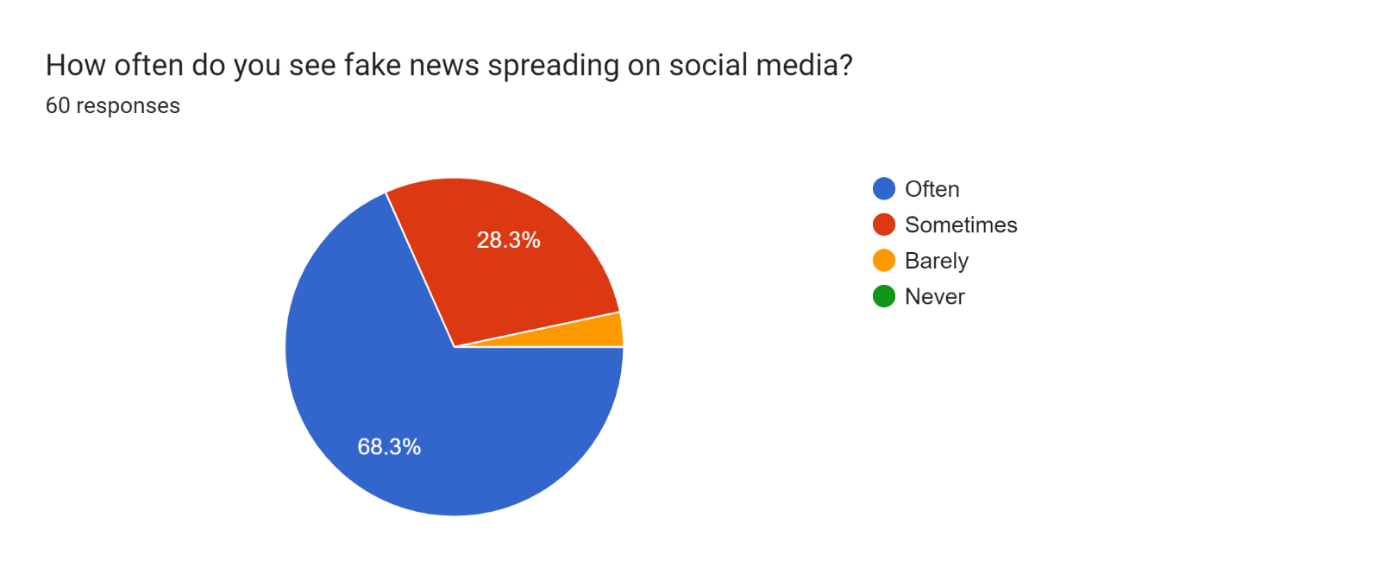 How often do you see fake news spreading on social media?
60 responses
28.3%
68.3%
Often
Sometimes
Barely
Never